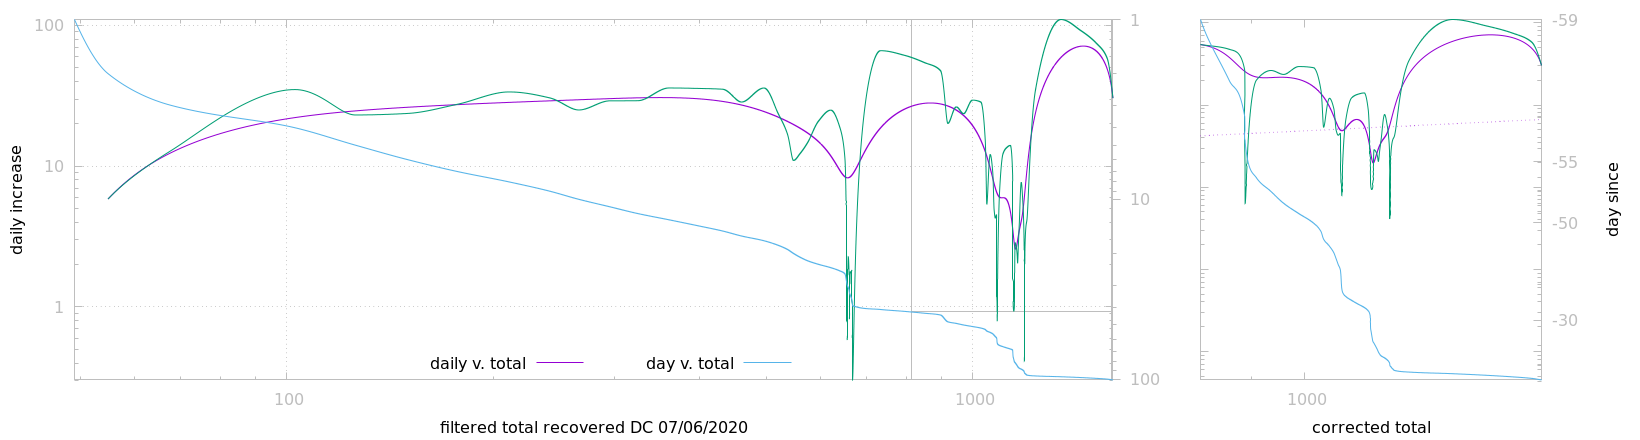 100
10
1
daily increase
daily v. total
day v. total
100
1000
filtered total recovered DC 07/06/2020
1
10
100
1000
corrected total
-59
-55
-50
-30
day since